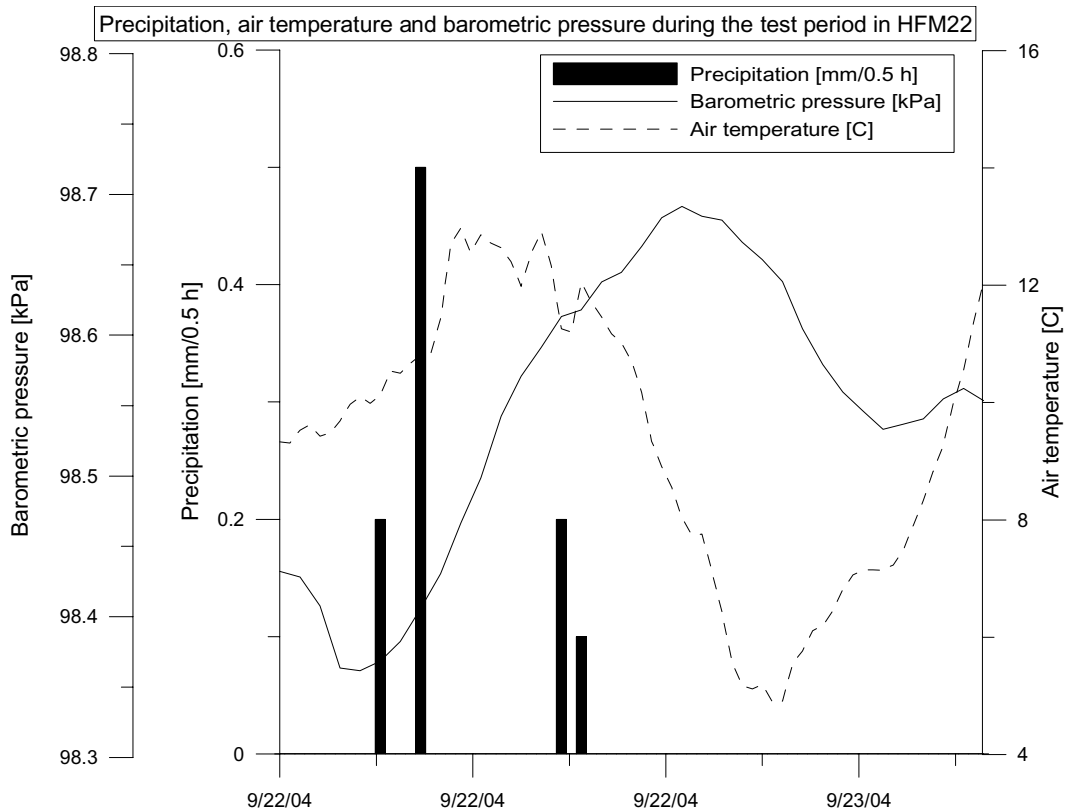 Precipitation, air temperature and barometric pressure during the test period in HFM22
Precipitation [mm/0.5 h]
Barometric pressure [kPa]
Air temperature [C]
Barometric pressure [kPa]
98.8
98.7
98.6
98.5
98.4
98.3
Precipitation [mm/0.5 h]
0.6
0.4
0.2
0
16
12
8
4
Air temperature [C]
9/22/04
9/22/04
9/22/04
9/23/04